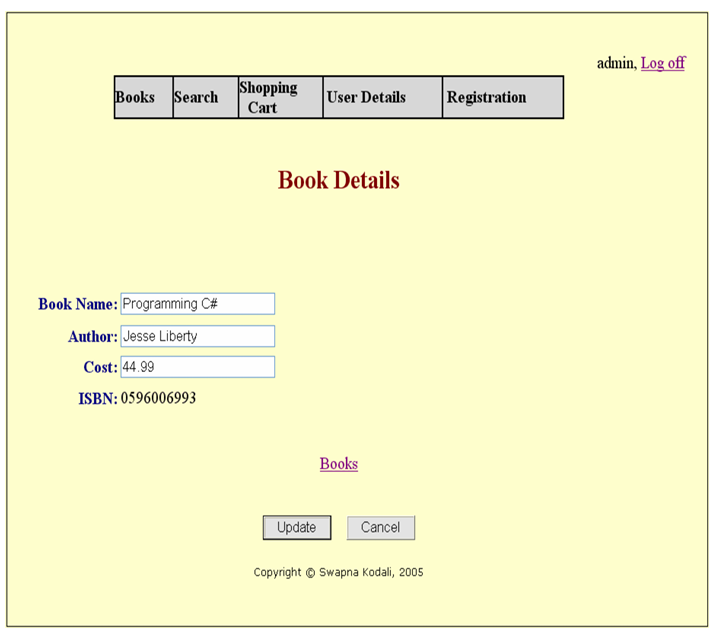 admin, Log off
Books Search Shopping Cart User Details Registration
Book Details
Book Name: Programming C#
Author: Jesse Liberty
Cost: 44.99
ISBN: 0596006993
Books
Update Cancel
Copyright © Swapna Kodali, 2005